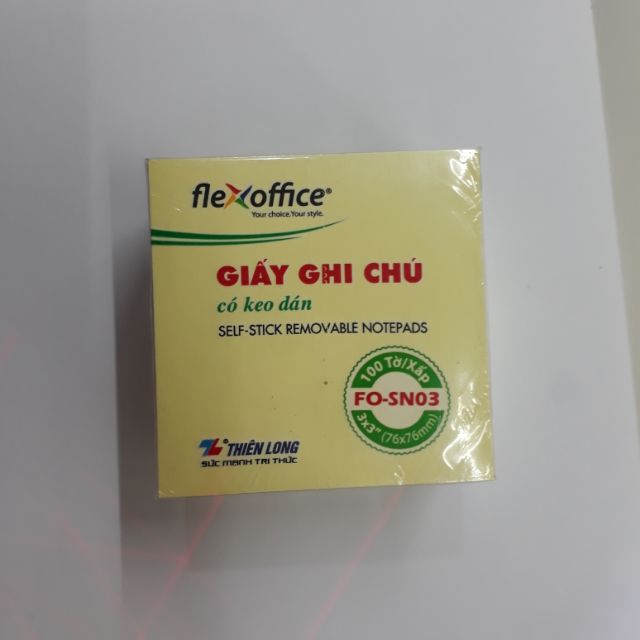 flexoffice®
Your choice.Your style.
GIẤY GHI CHÚ
có keo dán
SELF-STICK REMOVABLE NOTEPADS
100 Tờ/Xấp
FO-SN03
3x3" (76x76mm)
® THIÊN LONG
SỨC MẠNH TRI THỨC